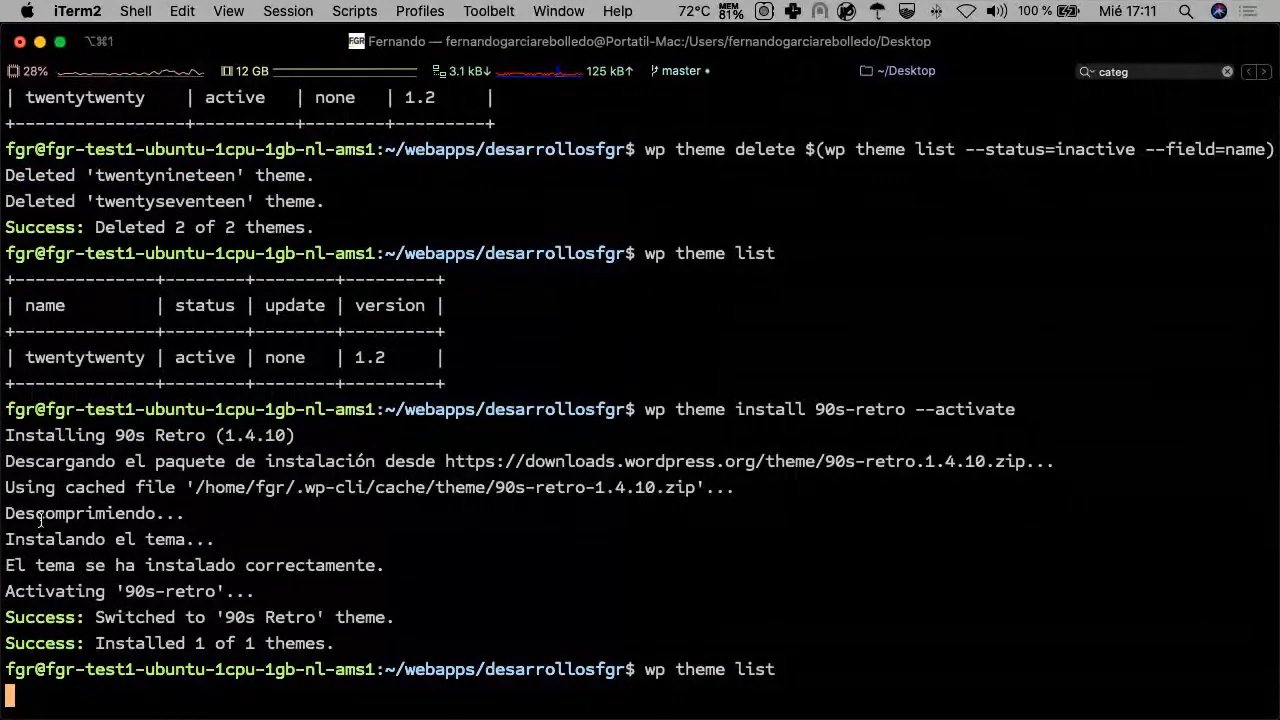 iTerm2 Shell Edit View Session Scripts Profiles Toolbelt Window Help 72°C MEM 81% 100 % Mié 17:11
⌥⌘1 FGR Fernando — fernandogarciarebolledo@Portatil-Mac:/Users/fernandogarciarebolledo/Desktop
28% 12 GB 3.1 kB↓ 125 kB↑ master • ~/Desktop categ
| twentytwenty | active | none | 1.2 |
+-----------------+----------+--------+---------+
fgr@fgr-test1-ubuntu-1cpu-1gb-nl-ams1:~/webapps/desarrollosfgr$ wp theme delete $(wp theme list --status=inactive --field=name)
Deleted 'twentynineteen' theme.
Deleted 'twentyseventeen' theme.
Success: Deleted 2 of 2 themes.
fgr@fgr-test1-ubuntu-1cpu-1gb-nl-ams1:~/webapps/desarrollosfgr$ wp theme list
+--------------+--------+--------+---------+
| name | status | update | version |
+--------------+--------+--------+---------+
| twentytwenty | active | none | 1.2 |
+--------------+--------+--------+---------+
fgr@fgr-test1-ubuntu-1cpu-1gb-nl-ams1:~/webapps/desarrollosfgr$ wp theme install 90s-retro --activate
Installing 90s Retro (1.4.10)
Descargando el paquete de instalación desde https://downloads.wordpress.org/theme/90s-retro.1.4.10.zip...
Using cached file '/home/fgr/.wp-cli/cache/theme/90s-retro-1.4.10.zip'...
Descomprimiendo...
Instalando el tema...
El tema se ha instalado correctamente.
Activating '90s-retro'...
Success: Switched to '90s Retro' theme.
Success: Installed 1 of 1 themes.
fgr@fgr-test1-ubuntu-1cpu-1gb-nl-ams1:~/webapps/desarrollosfgr$ wp theme list